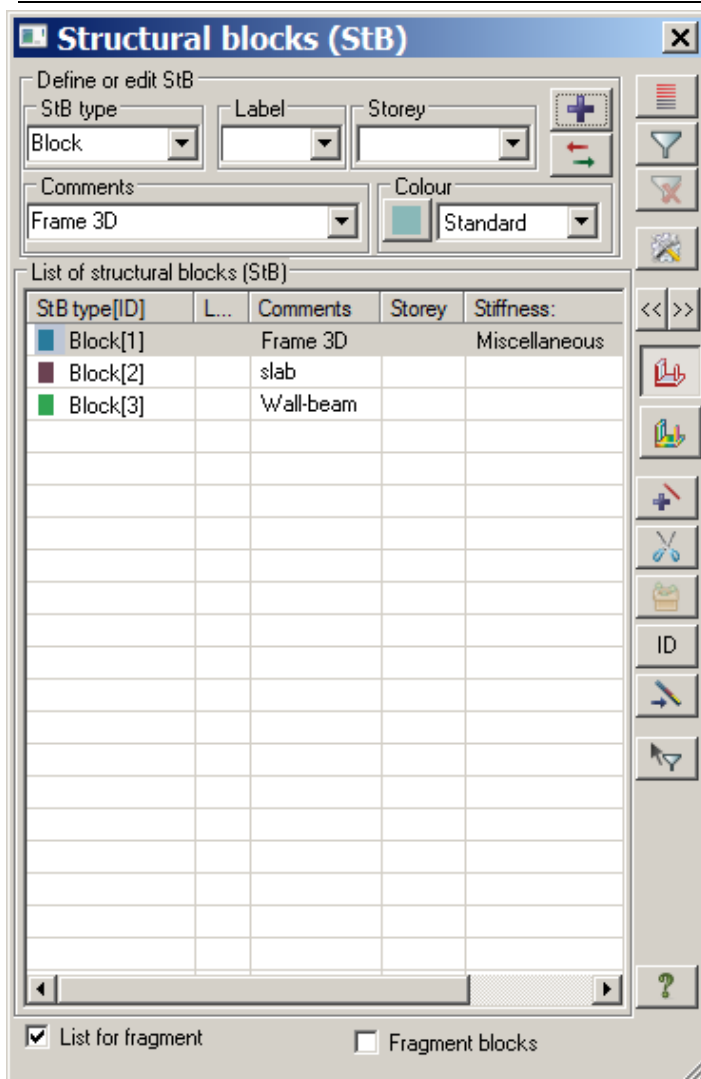 Structural blocks (StB)
Define or edit StB
StB type Label Storey
Block
Comments Colour
Frame 3D Standard
List of structural blocks (StB)
StB type[ID] L... Comments Storey Stiffness: << >>
Block[1] Frame 3D Miscellaneous
Block[2] slab
Block[3] Wall-beam
ID
?
List for fragment Fragment blocks